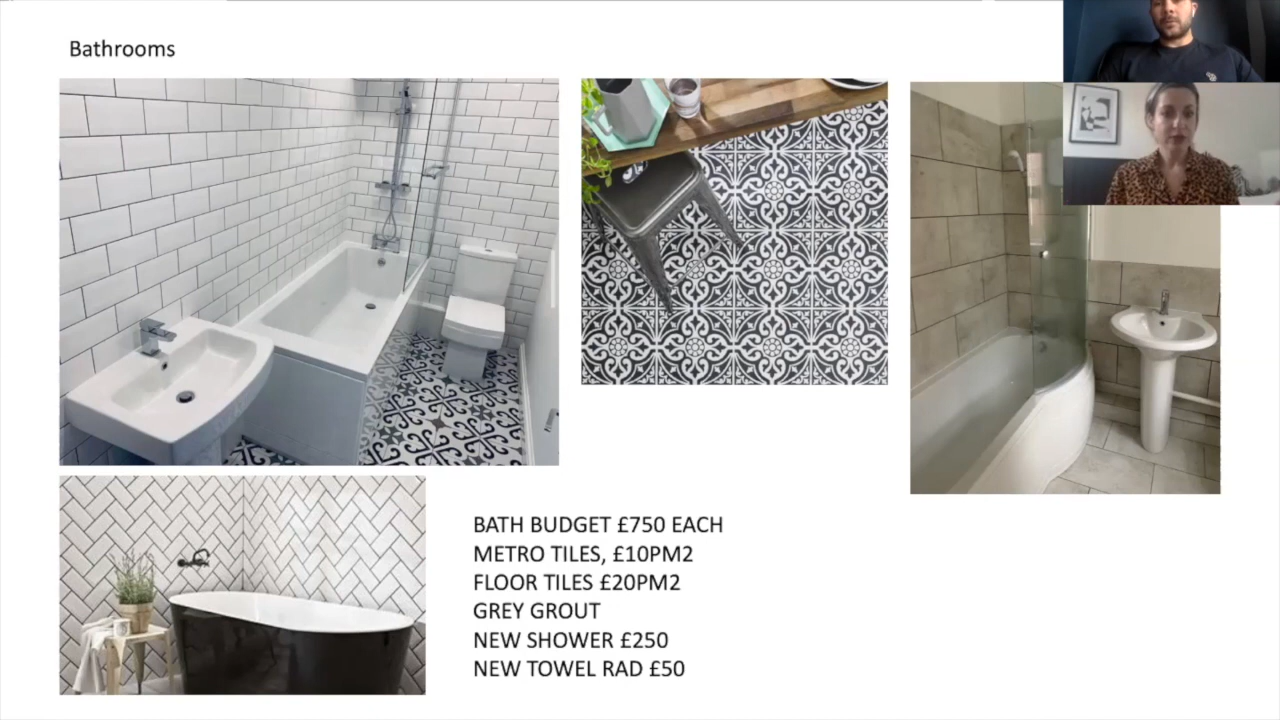 Bathrooms
BATH BUDGET £750 EACH
METRO TILES, £10PM2
FLOOR TILES £20PM2
GREY GROUT
NEW SHOWER £250
NEW TOWEL RAD £50